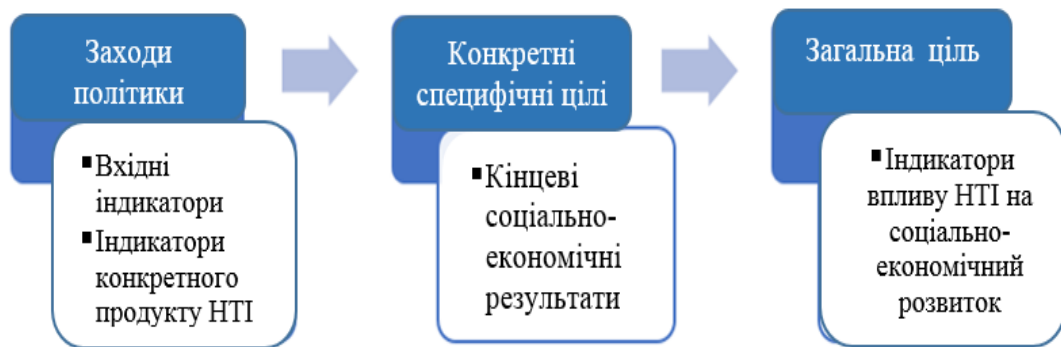 Заходи
політики
▪Вхідні
індикатори
▪Індикатори
конкретного
продукту НТІ
Конкретні
специфічні цілі
▪Кінцеві
соціально-
економічні
результати
Загальна ціль
▪Індикатори
впливу НТІ на
соціально-
економічний
розвиток